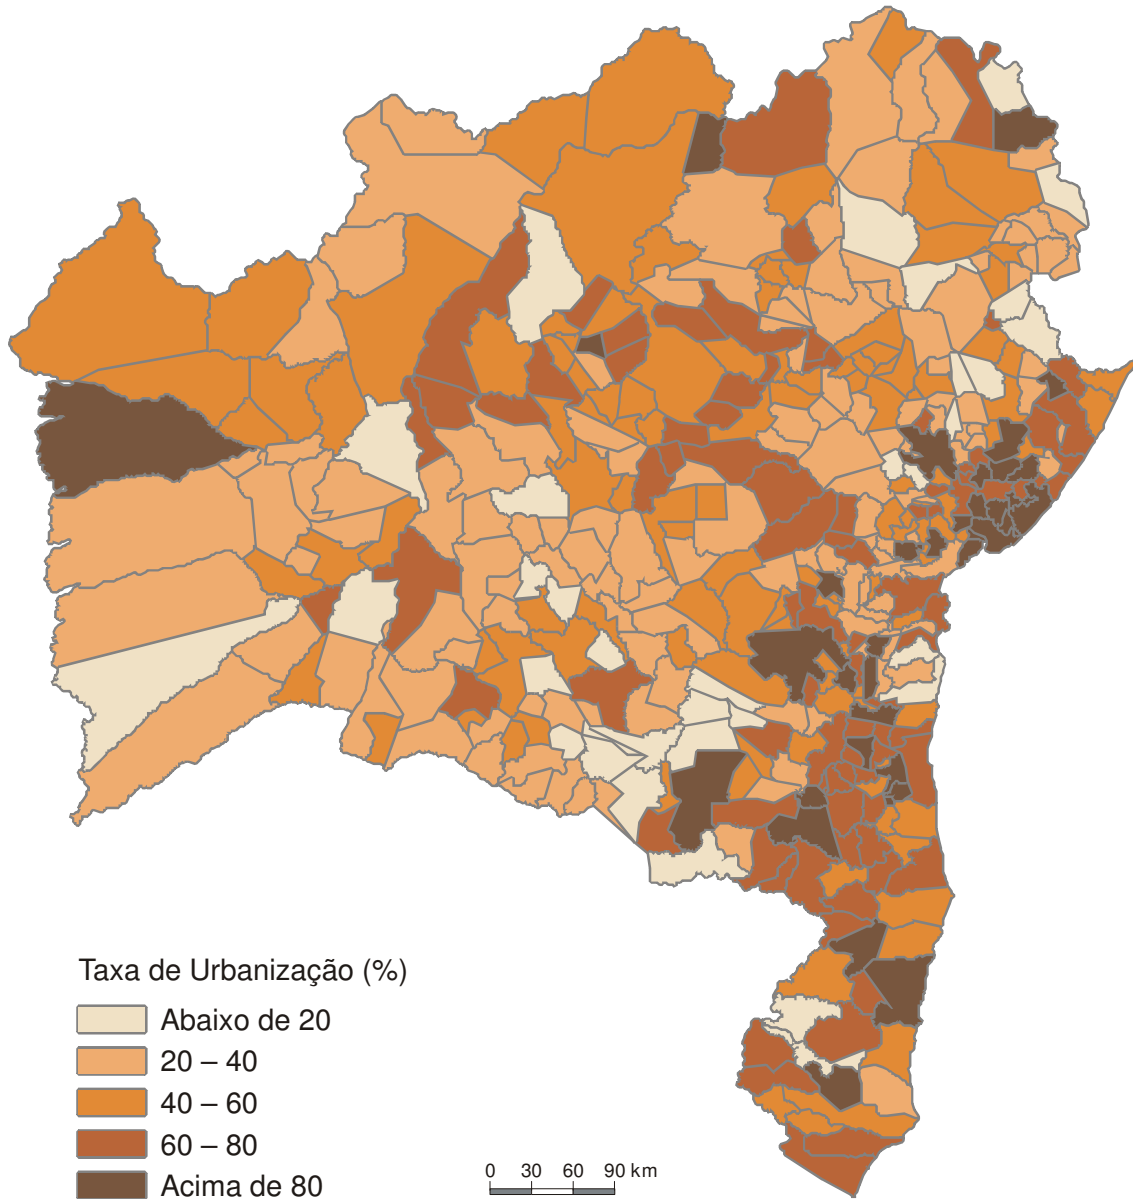 Taxa de Urbanização (%)
Abaixo de 20
20 – 40
40 – 60
60 – 80
Acima de 80
0 30 60 90 km